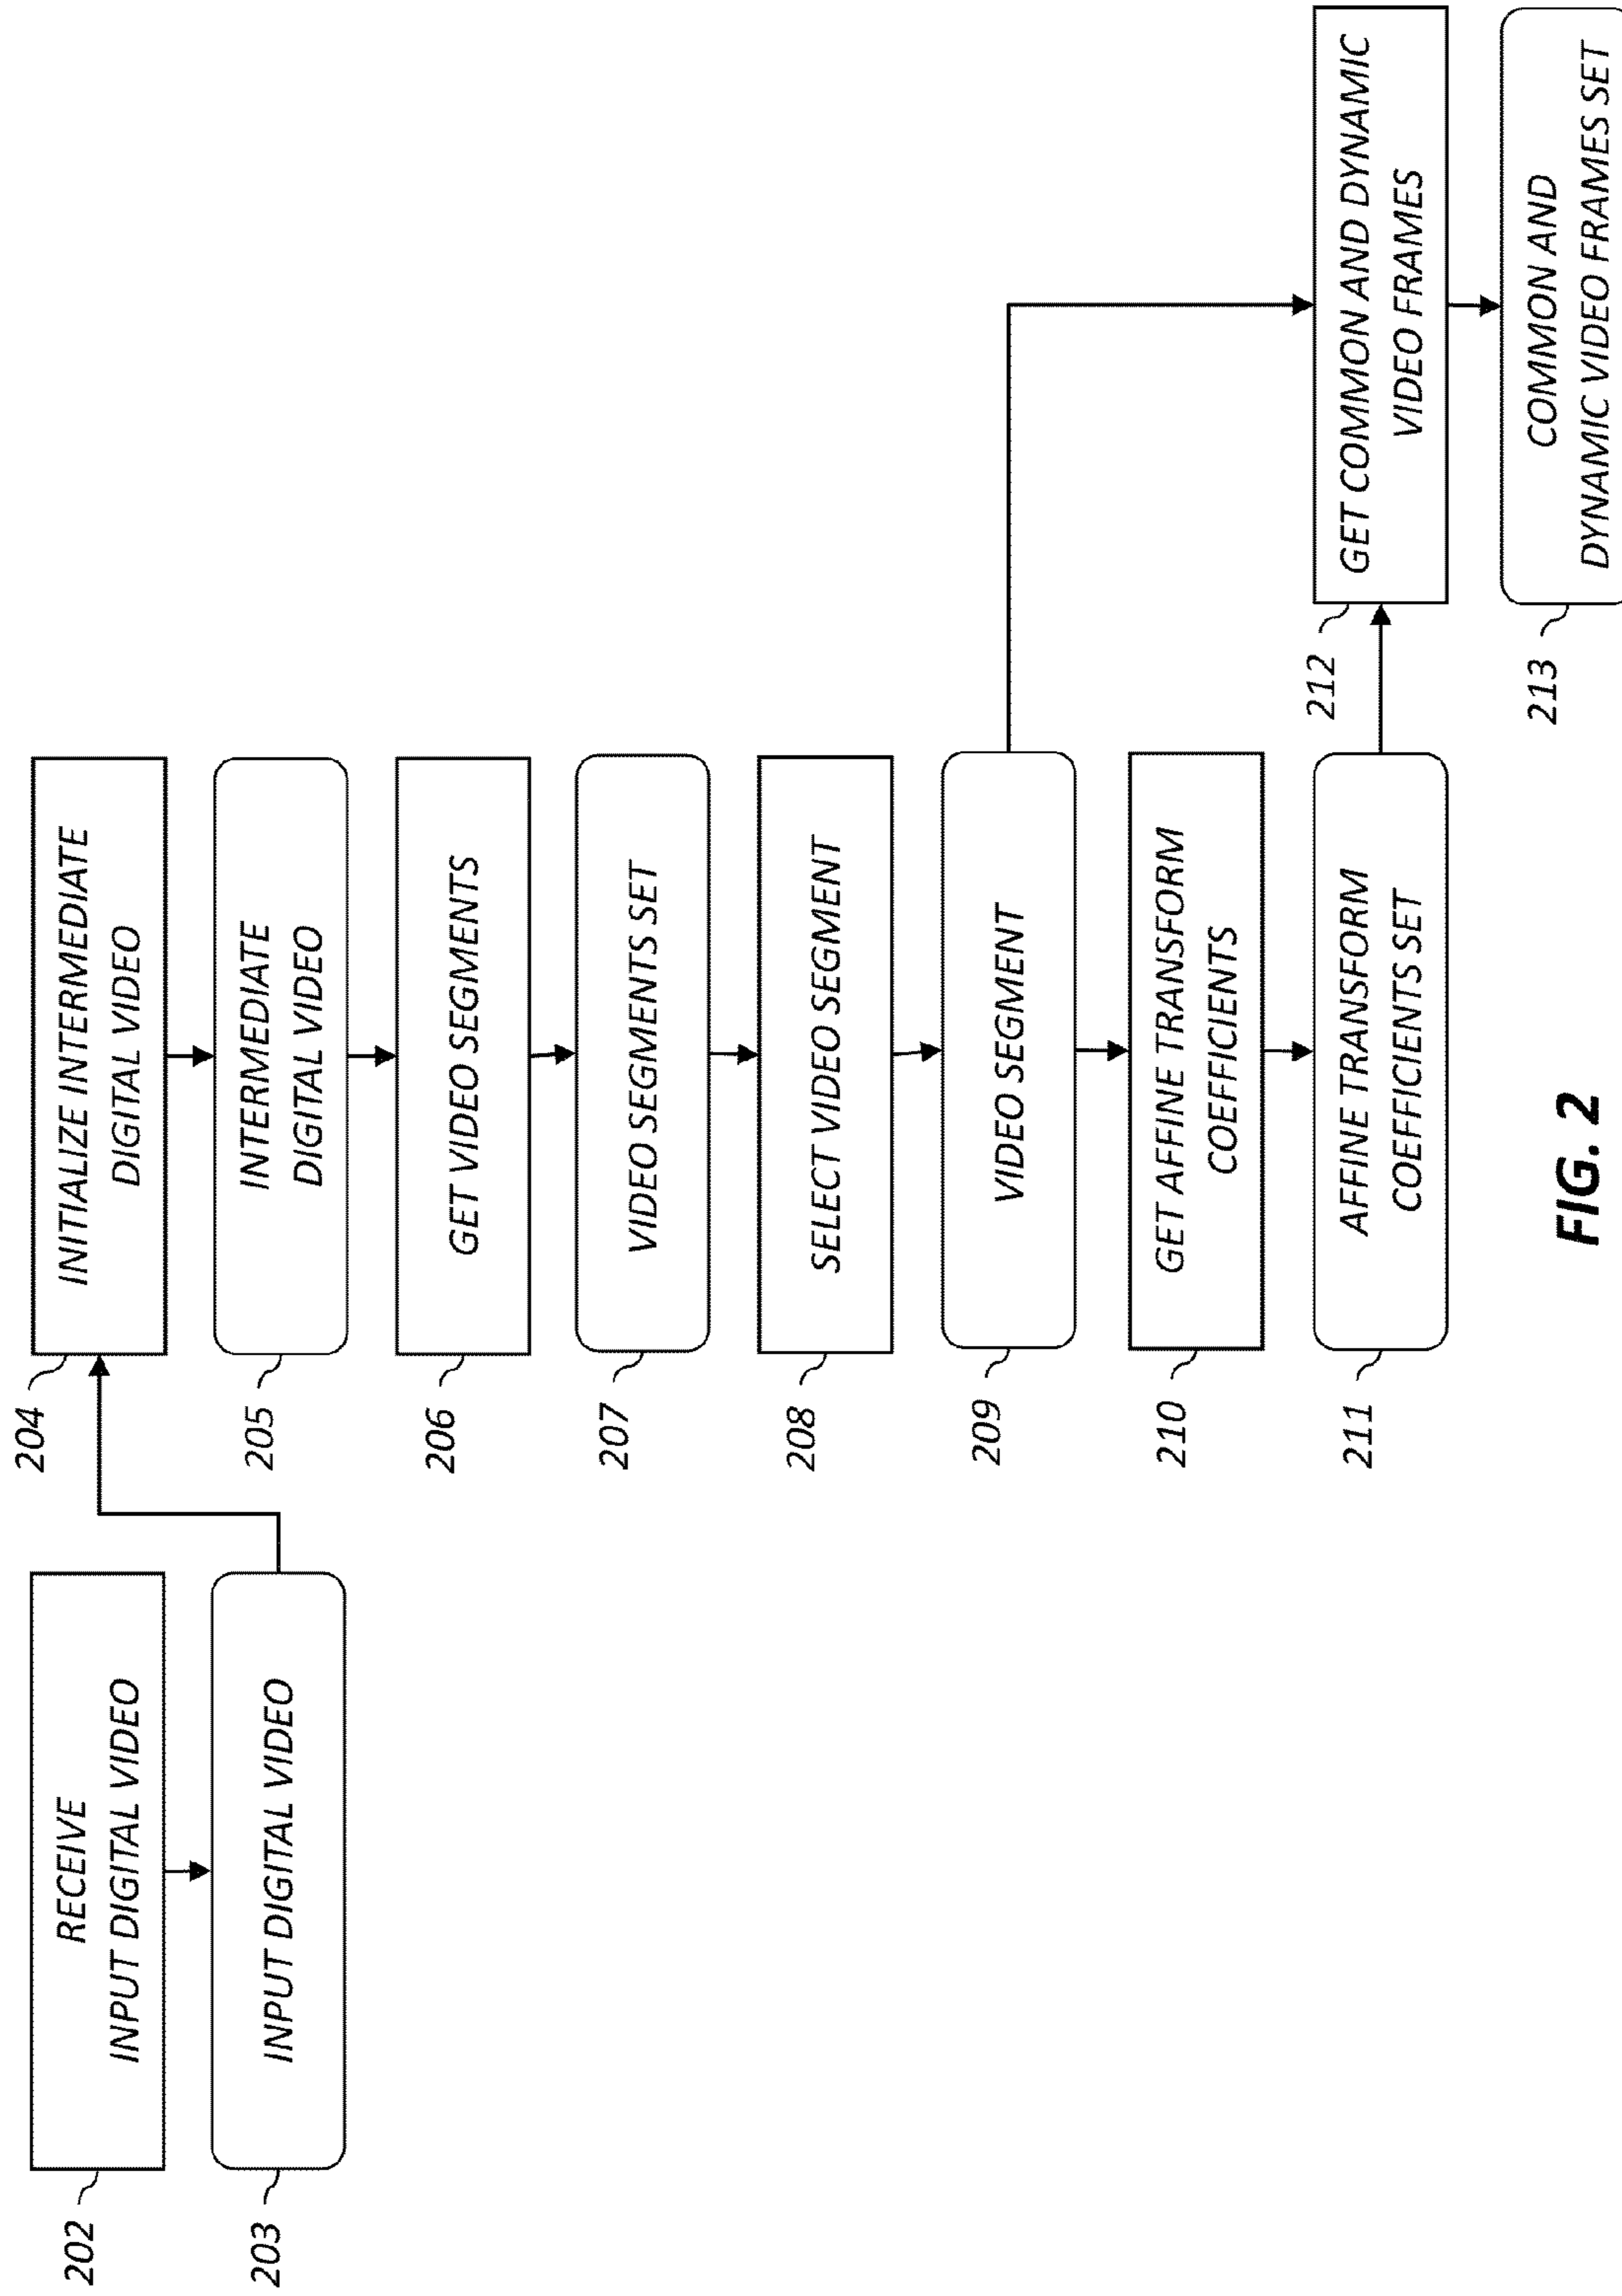 202
RECEIVE
INPUT DIGITAL VIDEO
203
INPUT DIGITAL VIDEO
204
INITIALIZE INTERMEDIATE
DIGITAL VIDEO
205
INTERMEDIATE
DIGITAL VIDEO
206
GET VIDEO SEGMENTS
207
VIDEO SEGMENTS SET
208
SELECT VIDEO SEGMENT
209
VIDEO SEGMENT
210
GET AFFINE TRANSFORM
COEFFICIENTS
211
AFFINE TRANSFORM
COEFFICIENTS SET
212
GET COMMON AND DYNAMIC
VIDEO FRAMES
213
COMMON AND
DYNAMIC VIDEO FRAMES SET
FIG. 2